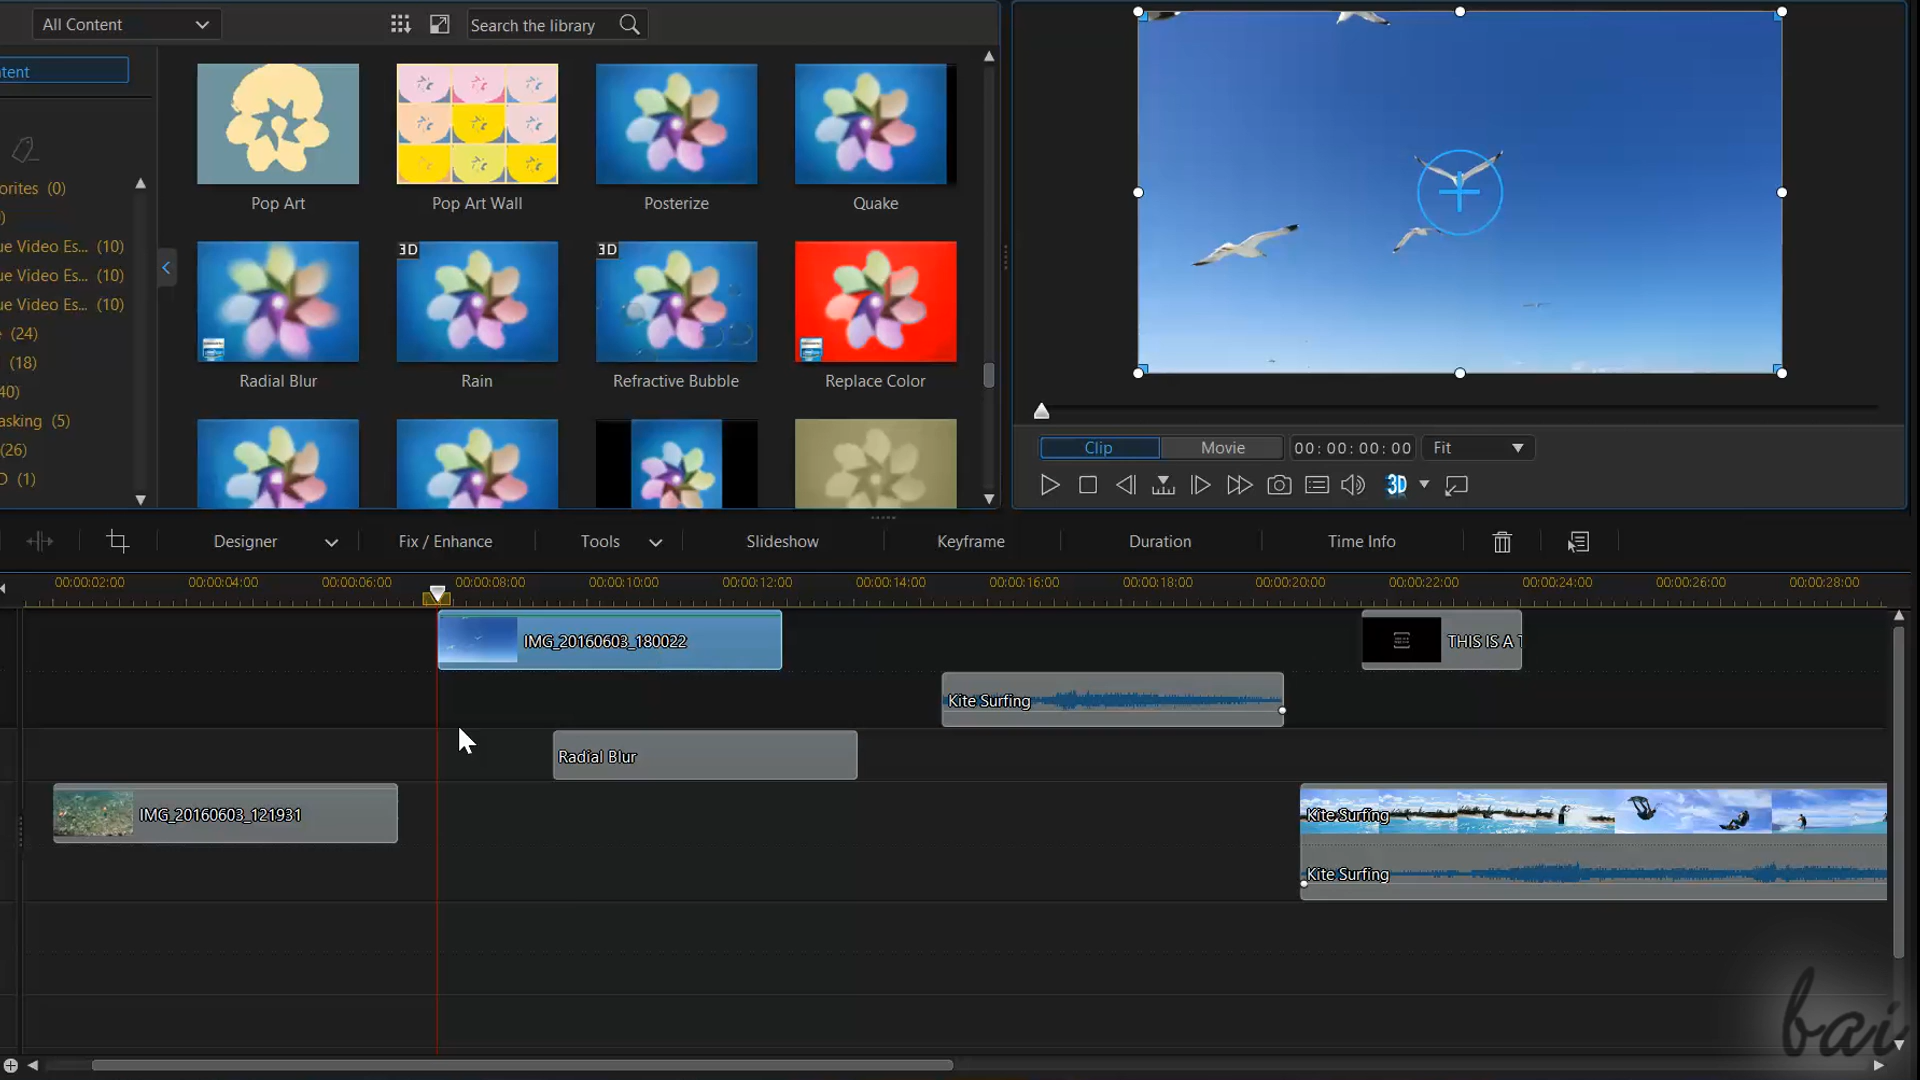 All Content
Search the library
tent
orites (0)
)
ue Video Es... (10)
ue Video Es... (10)
ue Video Es... (10)
(24)
(18)
40)
asking (5)
(26)
D (1)
Pop Art
Pop Art Wall
Posterize
Quake
3D
3D
Radial Blur
Rain
Refractive Bubble
Replace Color
Clip
Movie
00:00:00:00
Fit
3D
Designer
Fix / Enhance
Tools
Slideshow
Keyframe
Duration
Time Info
00:00:02:00
00:00:04:00
00:00:06:00
00:00:08:00
00:00:10:00
00:00:12:00
00:00:14:00
00:00:16:00
00:00:18:00
00:00:20:00
00:00:22:00
00:00:24:00
00:00:26:00
00:00:28:00
IMG_20160603_180022
THIS IS A T
Kite Surfing
Radial Blur
IMG_20160603_121931
Kite Surfing
Kite Surfing
bai